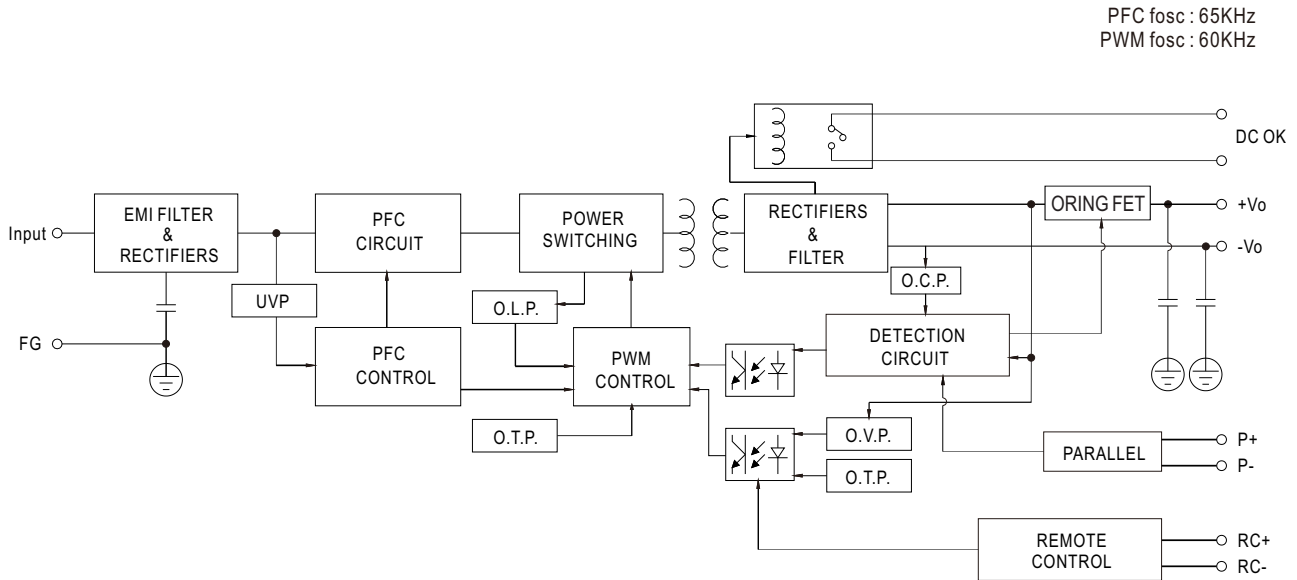 PFC fosc : 65KHz
PWM fosc : 60KHz
DC OK
EMI FILTER
&
RECTIFIERS
PFC
CIRCUIT
POWER
SWITCHING
RECTIFIERS
&
FILTER
ORING FET
+Vo
Input
-Vo
O.C.P.
UVP
O.L.P.
FG
PFC
CONTROL
PWM
CONTROL
DETECTION
CIRCUIT
O.T.P.
O.V.P.
O.T.P.
PARALLEL
P+
P-
REMOTE
CONTROL
RC+
RC-